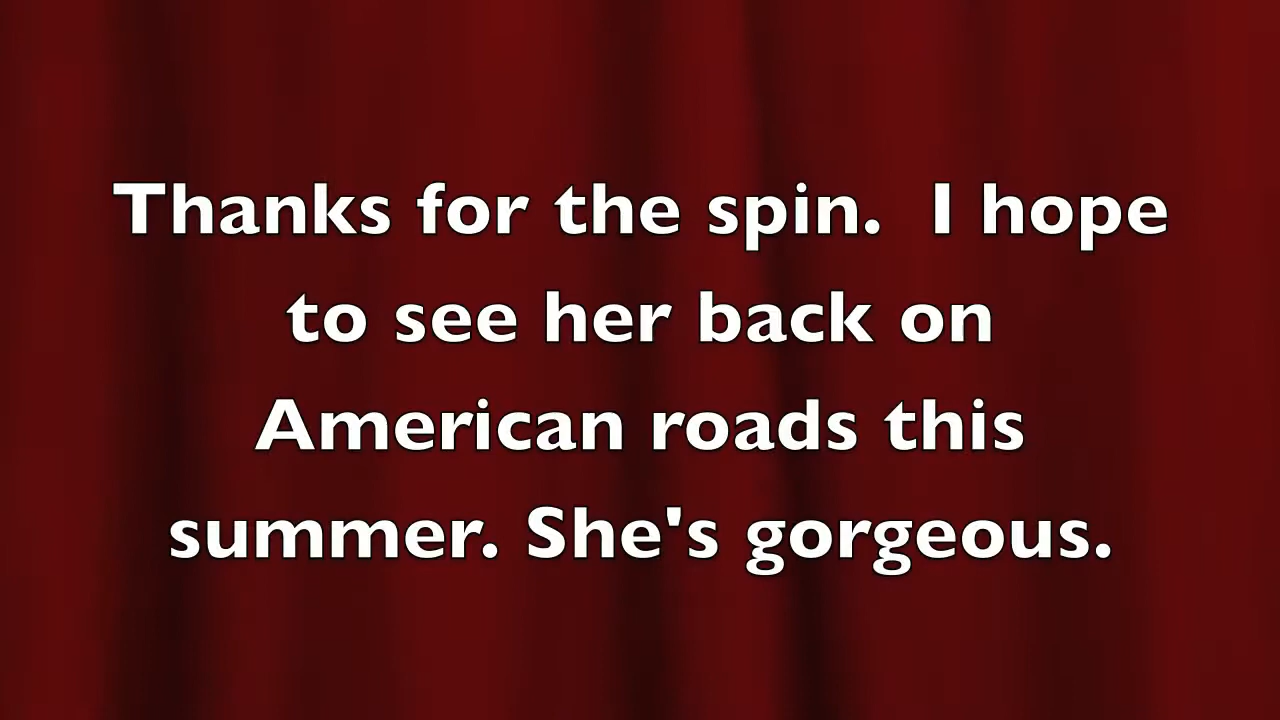 Thanks for the spin.  I hope
to see her back on
American roads this
summer. She's gorgeous.